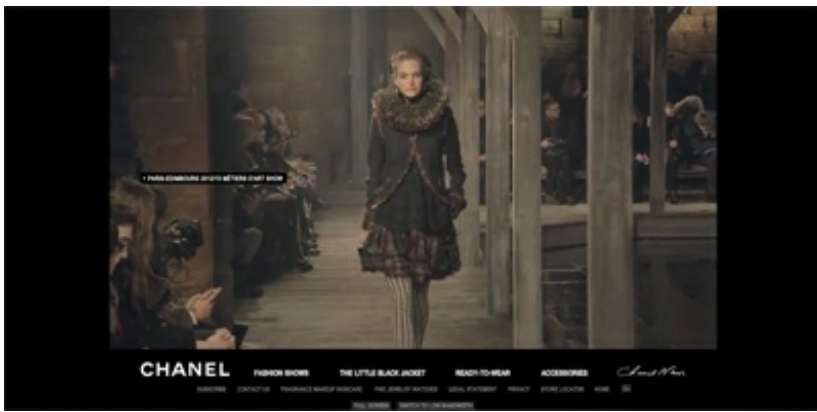 + PARIS-EDIMBOURG 2012/13 MÉTIERS D'ART SHOW
CHANEL FASHION SHOWS THE LITTLE BLACK JACKET READY-TO-WEAR ACCESSORIES Chanel News
SUBSCRIBE CONTACT US FRAGRANCE MAKEUP SKINCARE FINE JEWELRY WATCHES LEGAL STATEMENT PRIVACY STORE LOCATOR HOME
FULL SCREEN SWITCH TO LOW BANDWIDTH